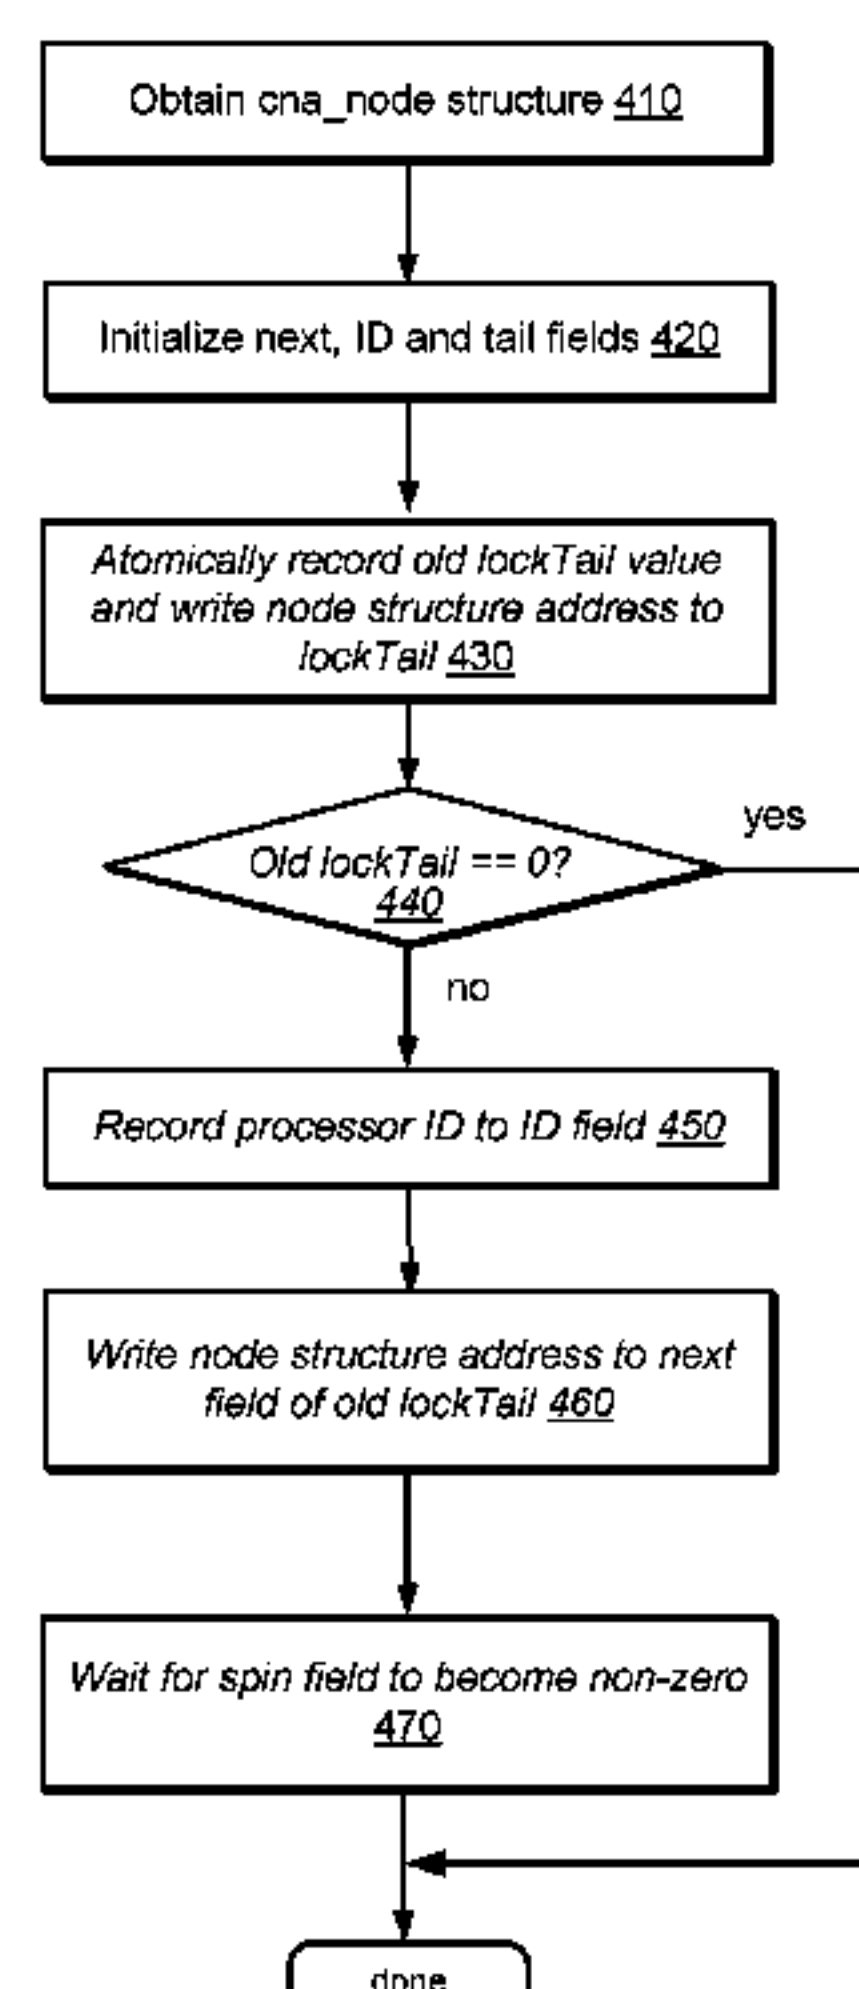 Obtain cna_node structure 410
Initialize next, ID and tail fields 420
Atomically record old lockTail value
and write node structure address to
lockTail 430
yes
Old lockTail == 0?
440
no
Record processor ID to ID field 450
Write node structure address to next
field of old lockTail 460
Wait for spin field to become non-zero
470
done